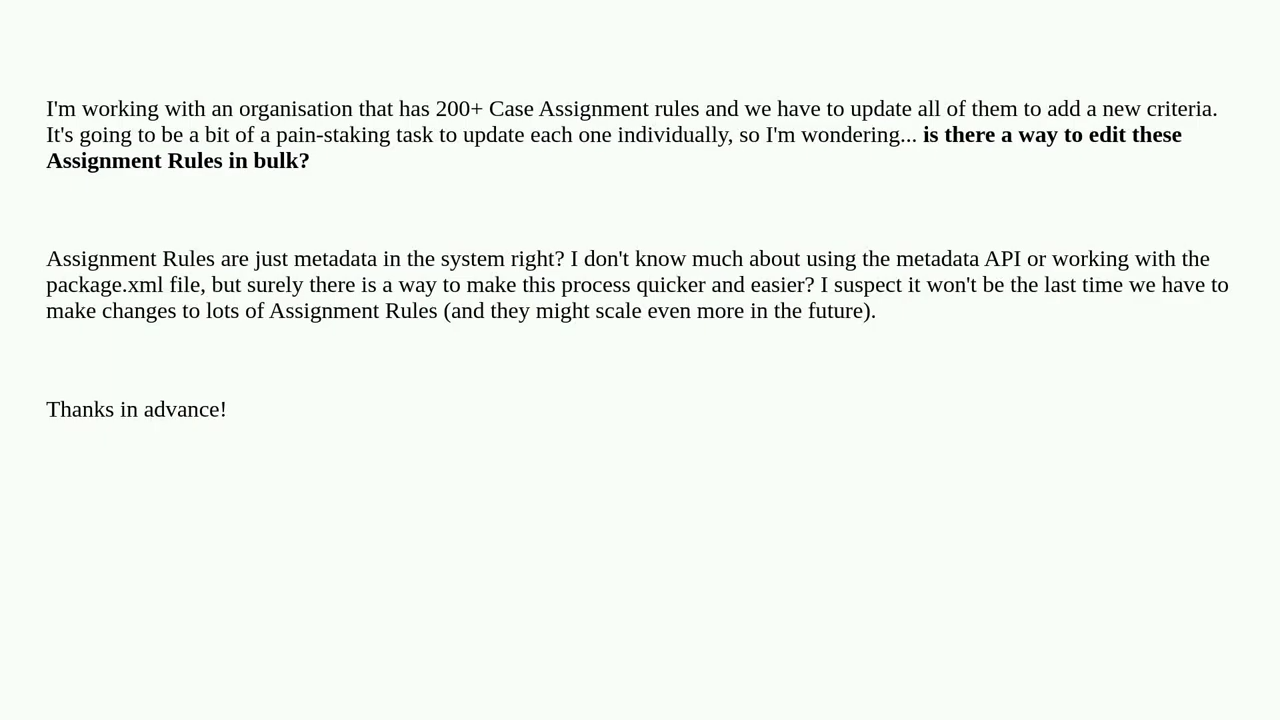 I'm working with an organisation that has 200+ Case Assignment rules and we have to update all of them to add a new criteria.
It's going to be a bit of a pain-staking task to update each one individually, so I'm wondering... is there a way to edit these
Assignment Rules in bulk?
Assignment Rules are just metadata in the system right? I don't know much about using the metadata API or working with the
package.xml file, but surely there is a way to make this process quicker and easier? I suspect it won't be the last time we have to
make changes to lots of Assignment Rules (and they might scale even more in the future).
Thanks in advance!